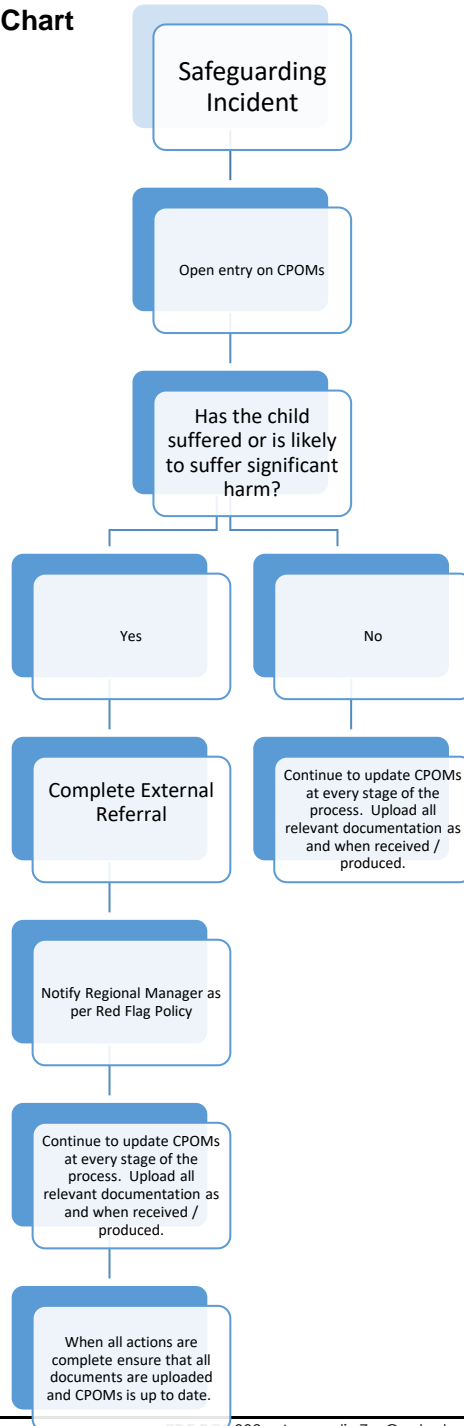 Chart
Safeguarding
Incident
Open entry on CPOMs
Has the child
suffered or is likely
to suffer significant
harm?
Yes
No
Complete External
Referral
Continue to update CPOMs
at every stage of the
process. Upload all
relevant documentation as
and when received /
produced.
Notify Regional Manager as
per Red Flag Policy
Continue to update CPOMs
at every stage of the
process. Upload all
relevant documentation as
and when received /
produced.
When all actions are
complete ensure that all
documents are uploaded
and CPOMs is up to date.